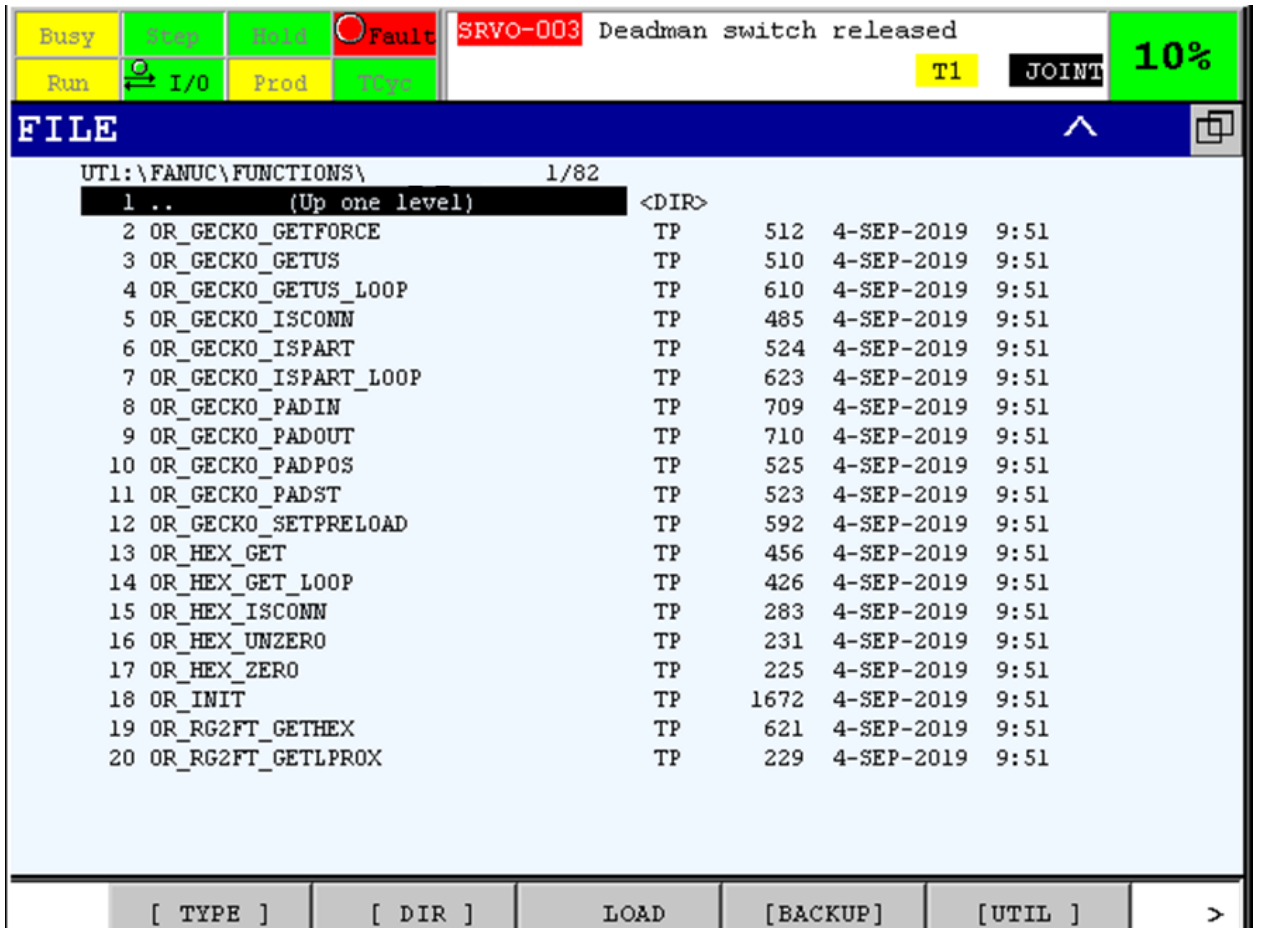 Busy Step Hold Fault SRVO-003 Deadman switch released
Run I/O Prod TCyc T1 JOINT 10%
FILE
UT1:\FANUC\FUNCTIONS\ 1/82
1 .. (Up one level) <DIR>
2 OR_GECKO_GETFORCE TP 512 4-SEP-2019 9:51
3 OR_GECKO_GETUS TP 510 4-SEP-2019 9:51
4 OR_GECKO_GETUS_LOOP TP 610 4-SEP-2019 9:51
5 OR_GECKO_ISCONN TP 485 4-SEP-2019 9:51
6 OR_GECKO_ISPART TP 524 4-SEP-2019 9:51
7 OR_GECKO_ISPART_LOOP TP 623 4-SEP-2019 9:51
8 OR_GECKO_PADIN TP 709 4-SEP-2019 9:51
9 OR_GECKO_PADOUT TP 710 4-SEP-2019 9:51
10 OR_GECKO_PADPOS TP 525 4-SEP-2019 9:51
11 OR_GECKO_PADST TP 523 4-SEP-2019 9:51
12 OR_GECKO_SETPRELOAD TP 592 4-SEP-2019 9:51
13 OR_HEX_GET TP 456 4-SEP-2019 9:51
14 OR_HEX_GET_LOOP TP 426 4-SEP-2019 9:51
15 OR_HEX_ISCONN TP 283 4-SEP-2019 9:51
16 OR_HEX_UNZERO TP 231 4-SEP-2019 9:51
17 OR_HEX_ZERO TP 225 4-SEP-2019 9:51
18 OR_INIT TP 1672 4-SEP-2019 9:51
19 OR_RG2FT_GETHEX TP 621 4-SEP-2019 9:51
20 OR_RG2FT_GETLPROX TP 229 4-SEP-2019 9:51
[ TYPE ] [ DIR ] LOAD [BACKUP] [UTIL ] >